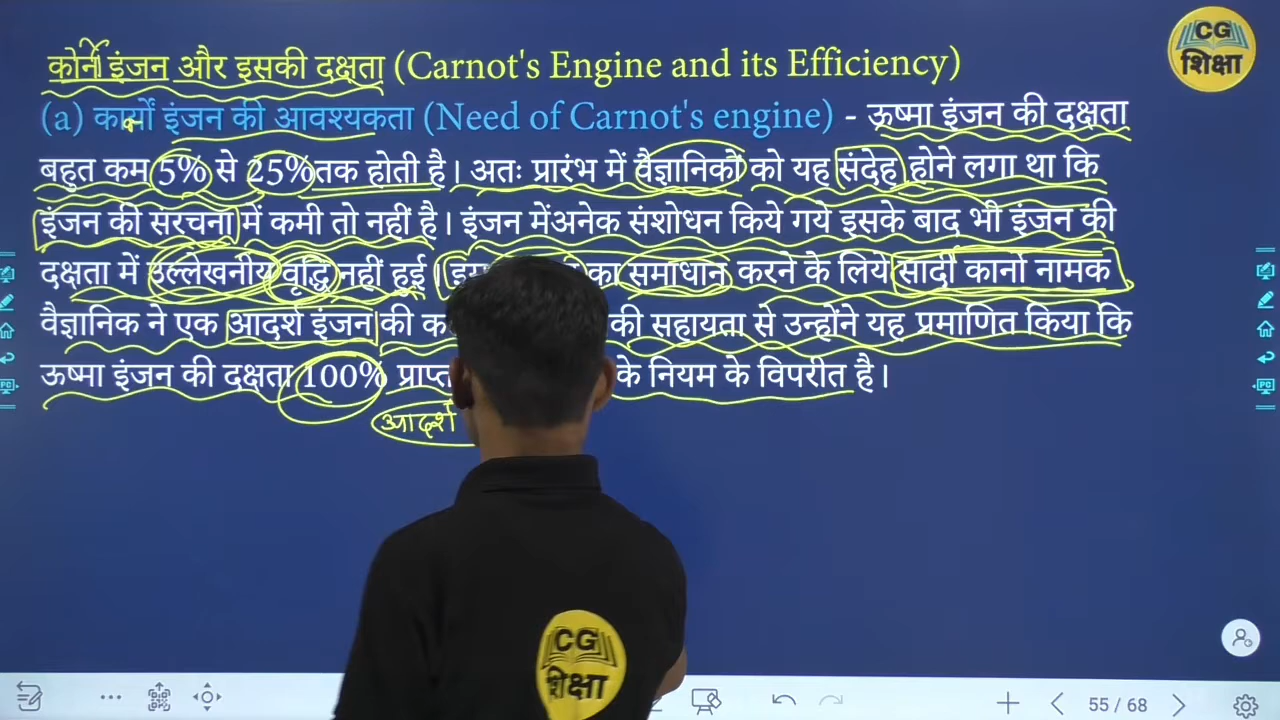 कोर्नो इंजन और इसकी दक्षता (Carnot's Engine and its Efficiency)
(a) कार्मों इंजन की आवश्यकता (Need of Carnot's engine) - ऊष्मा इंजन की दक्षता
बहुत कम 5% से 25% तक होती है। अतः प्रारंभ में वैज्ञानिकों को यह संदेह होने लगा था कि
इंजन की संरचना में कमी तो नहीं है। इंजन मेंअनेक संशोधन किये गये इसके बाद भी इंजन की
दक्षता में उल्लेखनीय वृद्धि नहीं हुई। का समाधान करने के लिये सार्दी कार्नो नामक
वैज्ञानिक ने एक आदर्श इंजन की की सहायता से उन्होंने यह प्रमाणित किया कि
ऊष्मा इंजन की दक्षता 100% प्राप्त के नियम के विपरीत है।
आदर्श
CG
शिक्षा
CG
शिक्षा
55 / 68